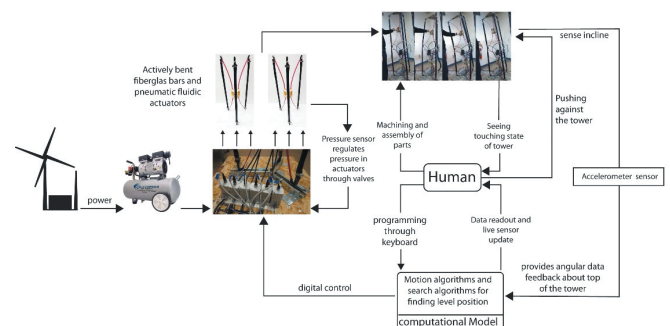 sense incline
Actively bent
fiberglas bars and
pneumatic fluidic
actuators
Pushing
against
the tower
Machining and
assembly of
parts
Seeing
touching state
of tower
Pressure sensor
regulates
pressure in
actuators
through valves
Human
Accelerometer sensor
power
programming
through
keyboard
Data readout and
live sensor
update
digital control
Motion algorithms and
search algorithms for
finding level position
computational Model
provides angular data
feedback about top
of the tower